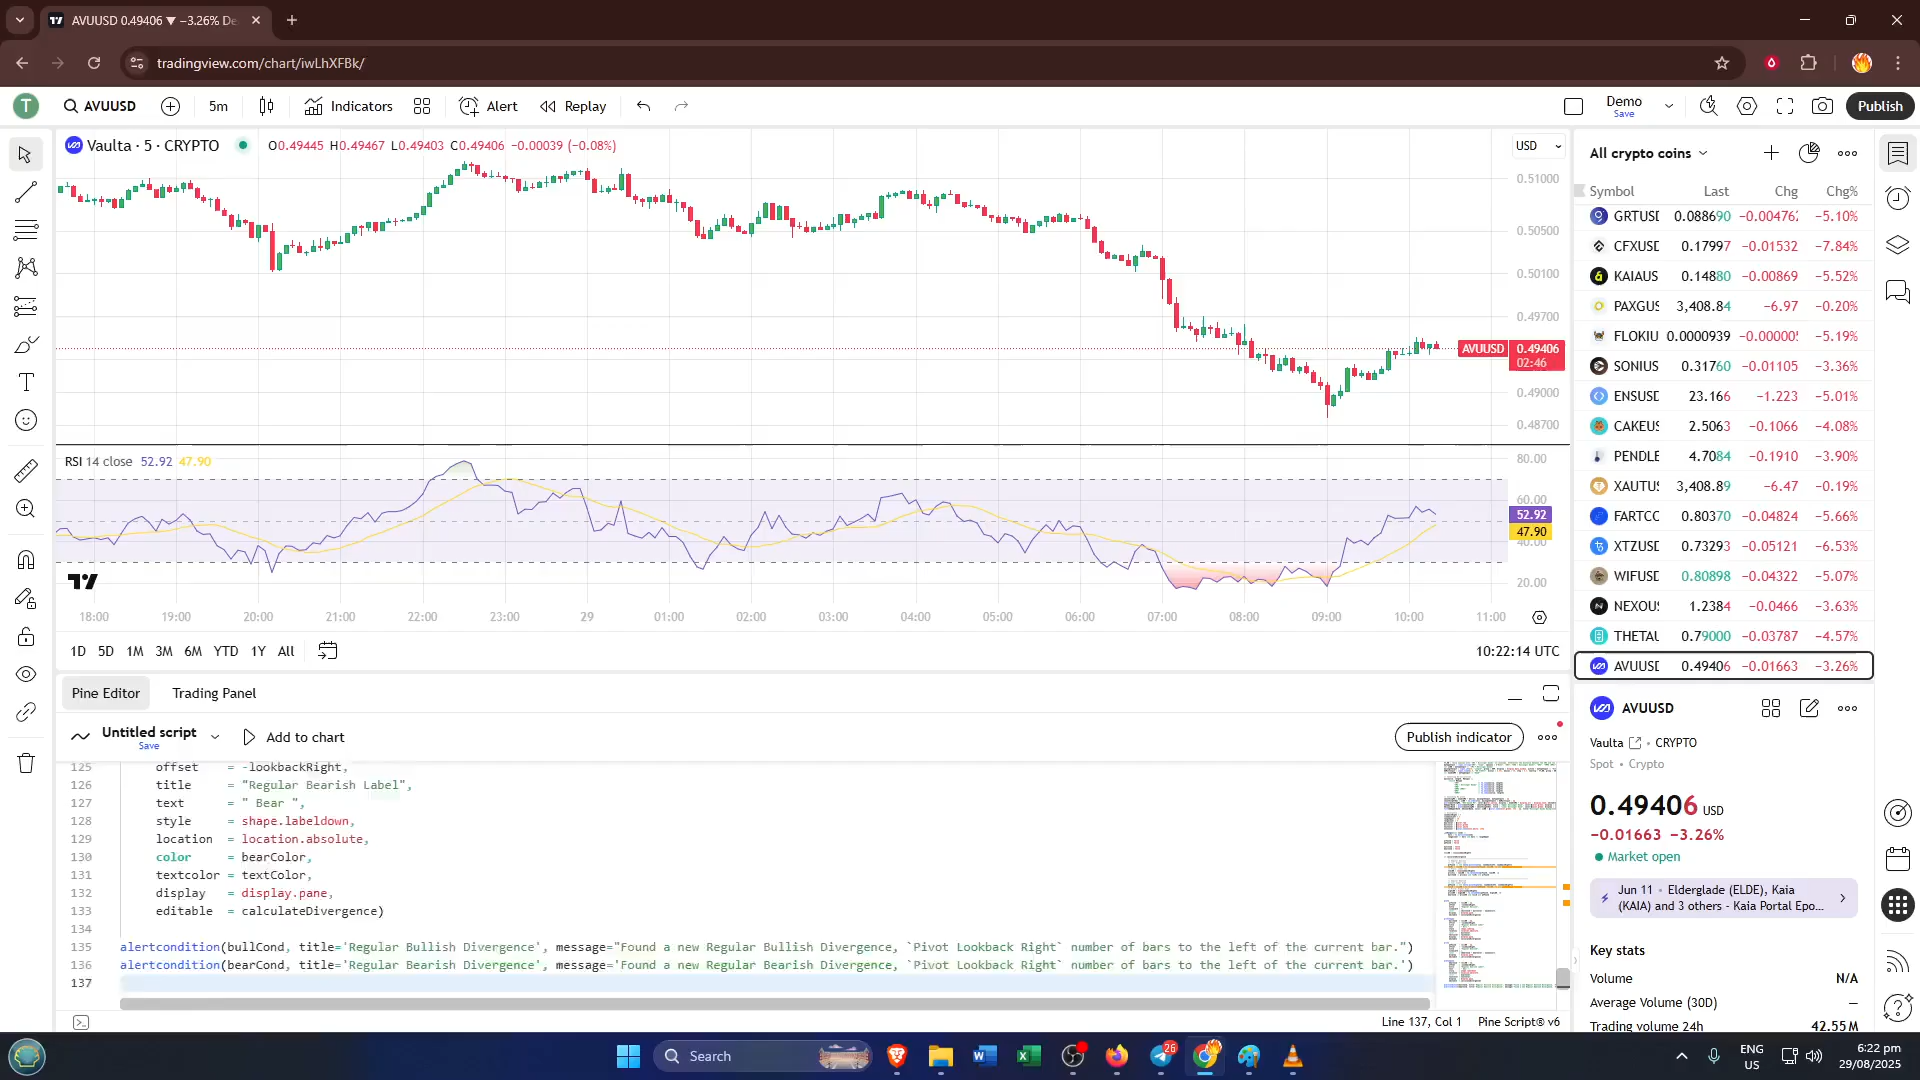 AVUUSD 0.49406 ▼ −3.26% De
tradingview.com/chart/iwLhXFBk/
T
AVUUSD
5m
Indicators
Alert
Replay
Demo
Save
Publish
Vaulta · 5 · CRYPTO
O0.49445 H0.49467 L0.49403 C0.49406 −0.00039 (−0.08%)
USD
0.51000
0.50500
0.50100
0.49700
AVUUSD 0.49406
02:46
0.49000
0.48700
RSI 14 close 52.92 47.90
80.00
60.00
52.92
47.90
40.00
20.00
18:00 19:00 20:00 21:00 22:00 23:00 29 01:00 02:00 03:00 04:00 05:00 06:00 07:00 08:00 09:00 10:00 11:00
1D 5D 1M 3M 6M YTD 1Y All
10:22:14 UTC
Pine Editor
Trading Panel
Untitled script
Save
Add to chart
Publish indicator
125 offset = -lookbackRight,
126 title = "Regular Bearish Label",
127 text = " Bear ",
128 style = shape.labeldown,
129 location = location.absolute,
130 color = bearColor,
131 textcolor = textColor,
132 display = display.pane,
133 editable = calculateDivergence)
134
135 alertcondition(bullCond, title='Regular Bullish Divergence', message="Found a new Regular Bullish Divergence, `Pivot Lookback Right` number of bars to the left of the current bar.")
136 alertcondition(bearCond, title='Regular Bearish Divergence', message='Found a new Regular Bearish Divergence, `Pivot Lookback Right` number of bars to the left of the current bar.')
137
Line 137, Col 1 Pine Script® v6
All crypto coins
Symbol Last Chg Chg%
GRTUSD 0.088690 −0.004762 −5.10%
CFXUSD 0.17997 −0.01532 −7.84%
KAIAUS 0.14880 −0.00869 −5.52%
PAXGUS 3,408.84 −6.97 −0.20%
FLOKIU 0.0000939 −0.00000 −5.19%
SONIUS 0.31760 −0.01105 −3.36%
ENSUSD 23.166 −1.223 −5.01%
CAKEUS 2.5063 −0.1066 −4.08%
PENDLE 4.7084 −0.1910 −3.90%
XAUTUS 3,408.89 −6.47 −0.19%
FARTCO 0.80370 −0.04824 −5.66%
XTZUSD 0.73293 −0.05121 −6.53%
WIFUSD 0.80898 −0.04322 −5.07%
NEXOUS 1.2384 −0.0466 −3.63%
THETAU 0.79000 −0.03787 −4.57%
AVUUSD 0.49406 −0.01663 −3.26%
AVUUSD
Vaulta • CRYPTO
Spot • Crypto
0.49406 USD
−0.01663 −3.26%
Market open
Jun 11 • Elderglade (ELDE), Kaia
(KAIA) and 3 others - Kaia Portal Epo...
Key stats
Volume N/A
Average Volume (30D) —
Trading volume 24h 42.55 M
Search
26
ENG
US
6:22 pm
29/08/2025